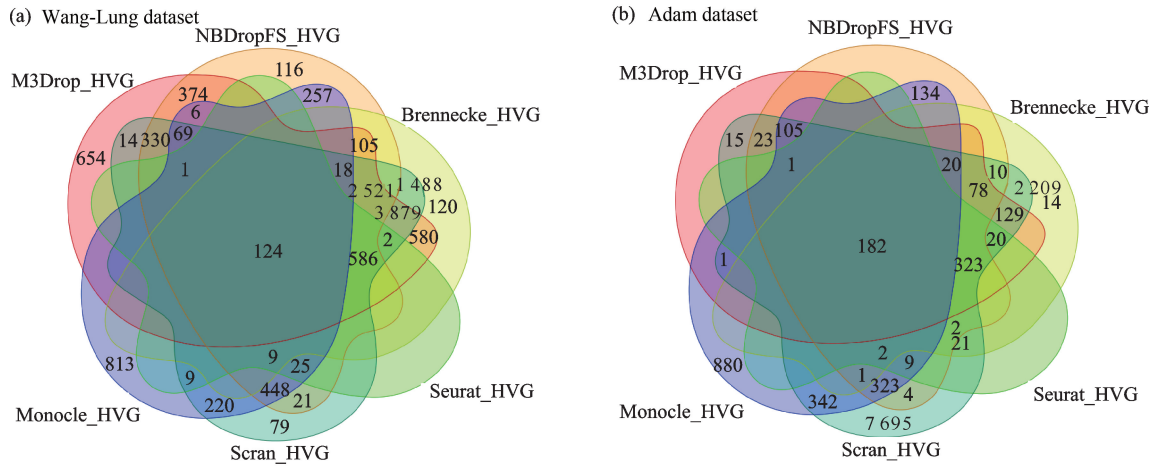 (a) Wang-Lung dataset
NBDropFS_HVG
M3Drop_HVG
Brennecke_HVG
116
374
257
6
14 330 69
105
654
1
18
2 521 1 488
120
3 879
580
2
124
586
9
25
813
9
448
220
21
79
Monocle_HVG
Seurat_HVG
Scran_HVG
(b) Adam dataset
NBDropFS_HVG
M3Drop_HVG
Brennecke_HVG
134
15 23 105
1
20
10
78
2 209
14
129
20
182
1
323
2
21
2
9
880
1
323
342
4
7 695
Monocle_HVG
Seurat_HVG
Scran_HVG